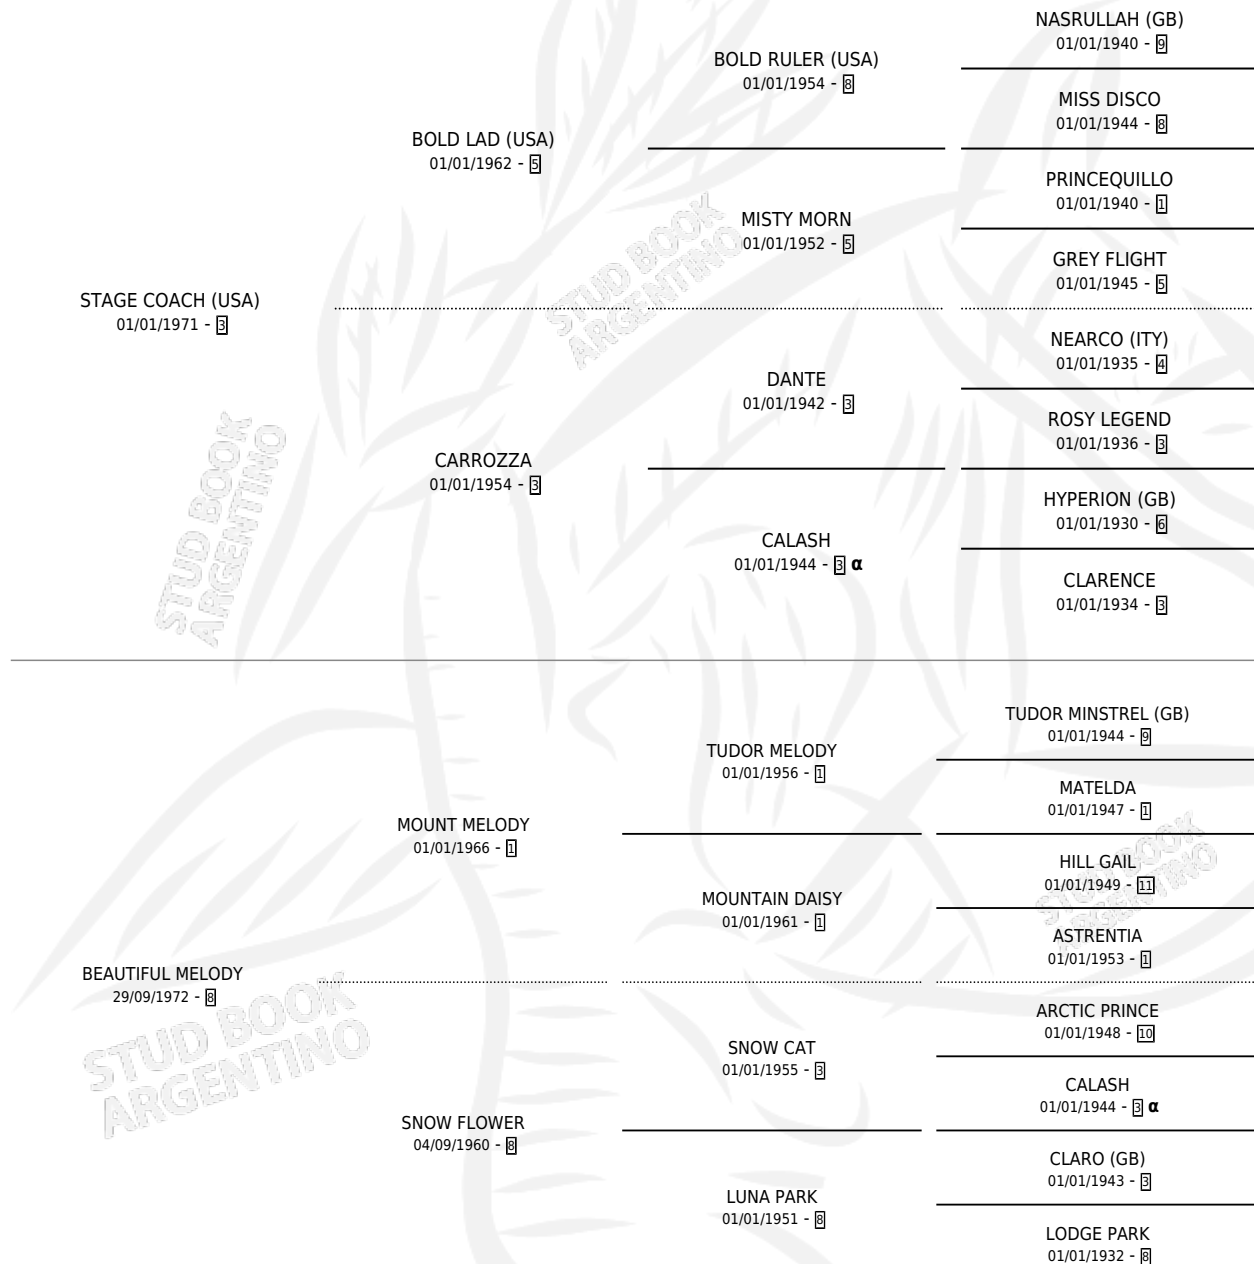 NASRULLAH (GB)
01/01/1940 - 9
BOLD RULER (USA)
01/01/1954 - 8
MISS DISCO
01/01/1944 - 8
BOLD LAD (USA)
01/01/1962 - 5
PRINCEQUILLO
01/01/1940 - 1
MISTY MORN
01/01/1952 - 5
GREY FLIGHT
01/01/1945 - 5
STAGE COACH (USA)
01/01/1971 - 3
NEARCO (ITY)
01/01/1935 - 4
DANTE
01/01/1942 - 3
ROSY LEGEND
01/01/1936 - 3
CARROZZA
01/01/1954 - 3
HYPERION (GB)
01/01/1930 - 6
CALASH
01/01/1944 - 3 α
CLARENCE
01/01/1934 - 3
TUDOR MINSTREL (GB)
01/01/1944 - 9
TUDOR MELODY
01/01/1956 - 1
MATELDA
01/01/1947 - 1
MOUNT MELODY
01/01/1966 - 1
HILL GAIL
01/01/1949 - 11
MOUNTAIN DAISY
01/01/1961 - 1
ASTRENTIA
01/01/1953 - 1
BEAUTIFUL MELODY
29/09/1972 - 8
ARCTIC PRINCE
01/01/1948 - 10
SNOW CAT
01/01/1955 - 3
CALASH
01/01/1944 - 3 α
SNOW FLOWER
04/09/1960 - 8
CLARO (GB)
01/01/1943 - 3
LUNA PARK
01/01/1951 - 8
LODGE PARK
01/01/1932 - 8
STUD BOOK
ARGENTINO
STUD BOOK
ARGENTINO
STUD BOOK
ARGENTINO
STUD BOOK
ARGENTINO